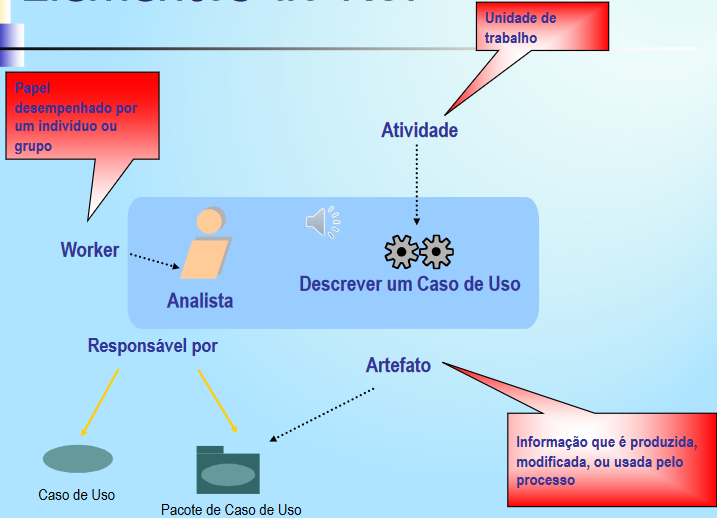 Unidade de
trabalho
Papel
desempenhado por
um indivíduo ou
grupo
Atividade
Worker
Analista
Descrever um Caso de Uso
Responsável por
Artefato
Informação que é produzida,
modificada, ou usada pelo
processo
Caso de Uso
Pacote de Caso de Uso